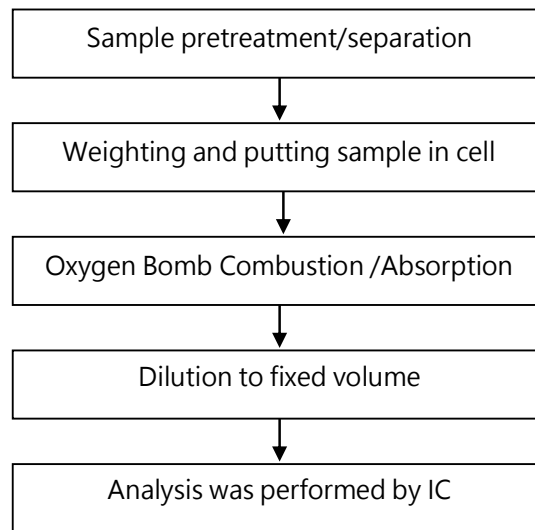 Sample pretreatment/separation
Weighting and putting sample in cell
Oxygen Bomb Combustion /Absorption
Dilution to fixed volume
Analysis was performed by IC